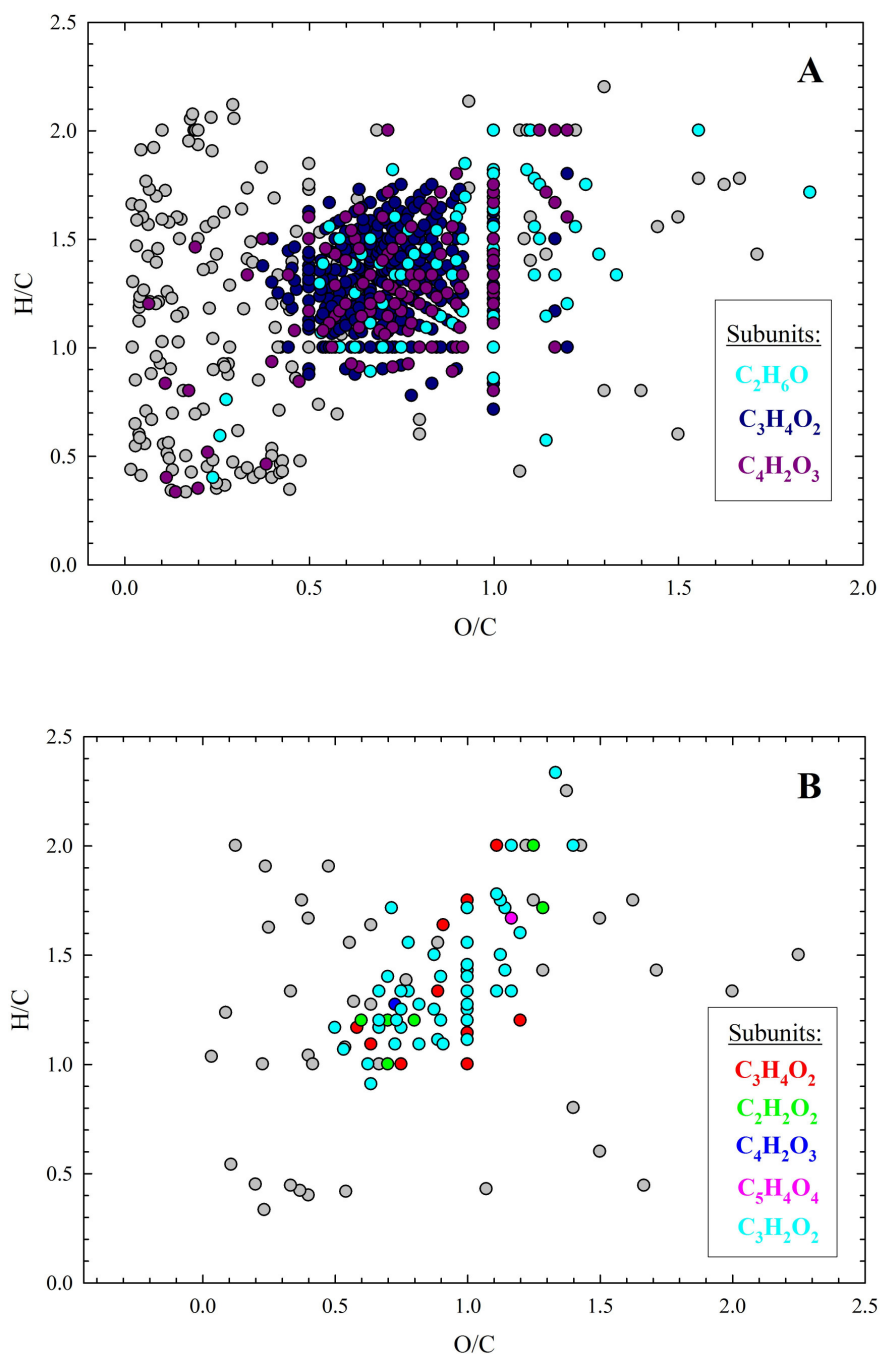 A
2.5
2.0
1.5
1.0
0.5
0.0
H/C
0.0 0.5 1.0 1.5 2.0
O/C
Subunits:
C₂H₆O
C₃H₄O₂
C₄H₂O₃
B
2.5
2.0
1.5
1.0
0.5
0.0
H/C
0.0 0.5 1.0 1.5 2.0 2.5
O/C
Subunits:
C₃H₄O₂
C₂H₂O₂
C₄H₂O₃
C₅H₄O₄
C₃H₂O₂